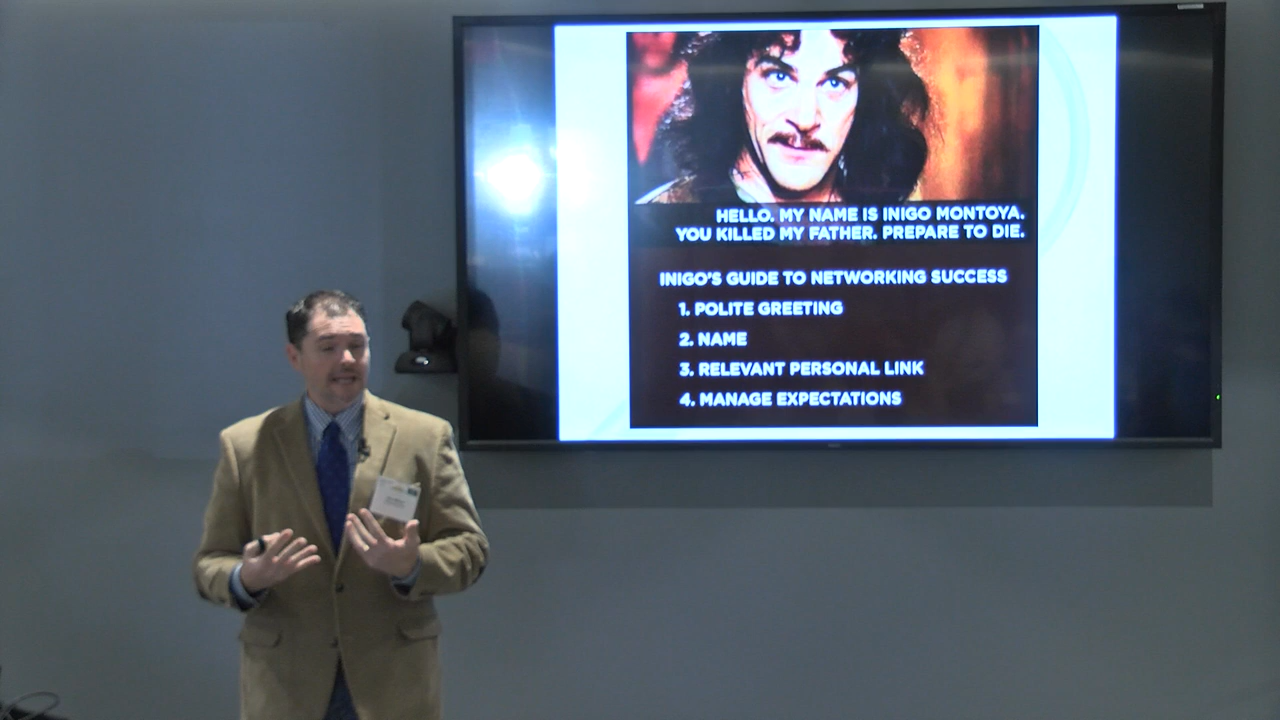 HELLO. MY NAME IS INIGO MONTOYA.
YOU KILLED MY FATHER. PREPARE TO DIE.
INIGO'S GUIDE TO NETWORKING SUCCESS
1. POLITE GREETING
2. NAME
3. RELEVANT PERSONAL LINK
4. MANAGE EXPECTATIONS